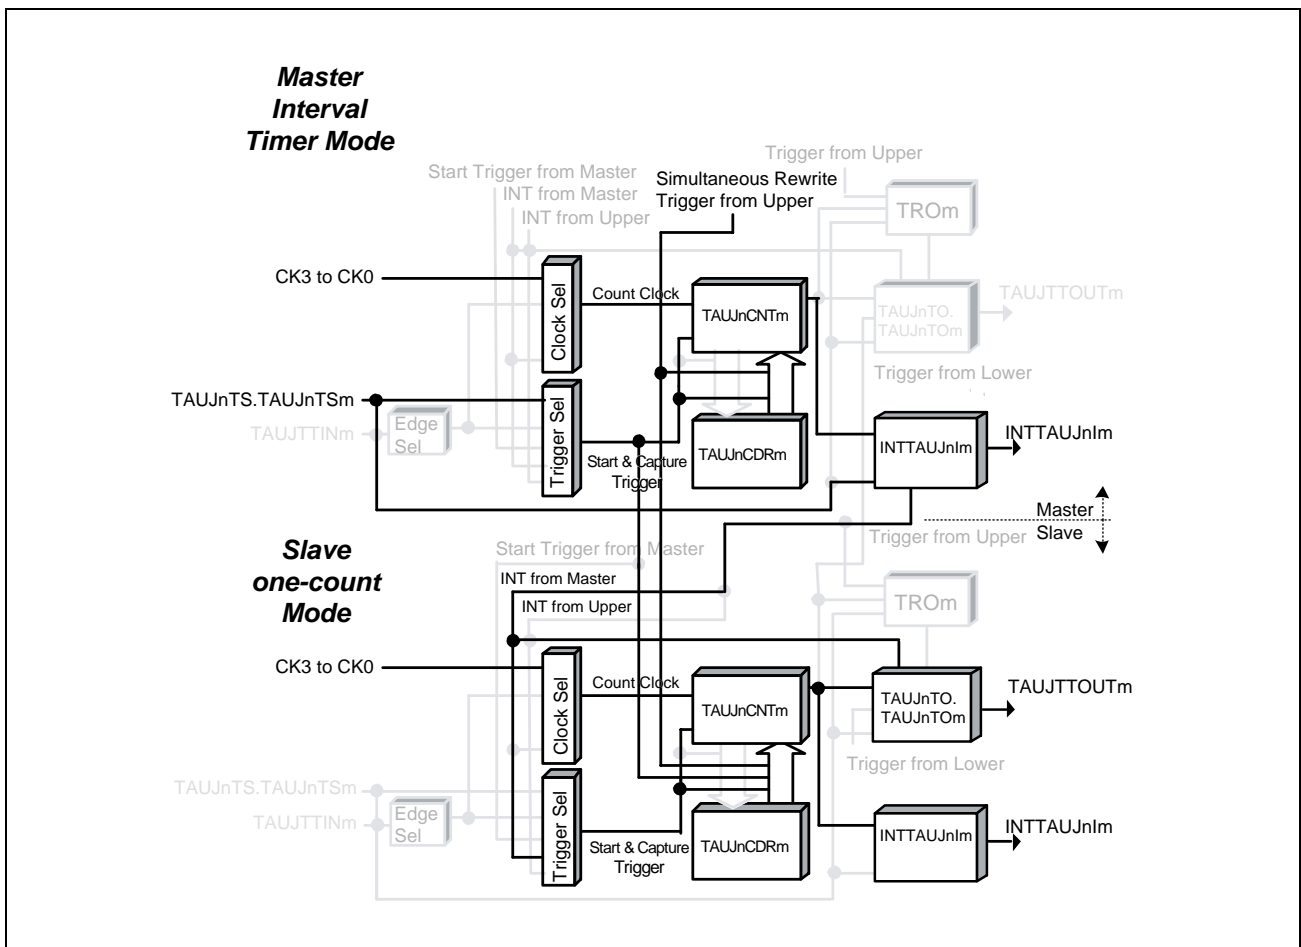 Master
Interval
Timer Mode
Trigger from Upper
Start Trigger from Master
INT from Master
INT from Upper
Simultaneous Rewrite
Trigger from Upper
TROm
CK3 to CK0
Clock Sel
Count Clock
TAUJnCNTm
TAUJnTO.
TAUJnTOm
TAUJTTOUTm
Trigger from Lower
TAUJnTS.TAUJnTSm
TAUJTTINm
Edge
Sel
Trigger Sel
Start & Capture
Trigger
TAUJnCDRm
INTTAUJnIm
INTTAUJnIm
Master
Slave
Trigger from Upper
Slave
one-count
Mode
Start Trigger from Master
INT from Master
INT from Upper
TROm
CK3 to CK0
Clock Sel
Count Clock
TAUJnCNTm
TAUJnTO.
TAUJnTOm
TAUJTTOUTm
Trigger from Lower
TAUJnTS.TAUJnTSm
TAUJTTINm
Edge
Sel
Trigger Sel
Start & Capture
Trigger
TAUJnCDRm
INTTAUJnIm
INTTAUJnIm